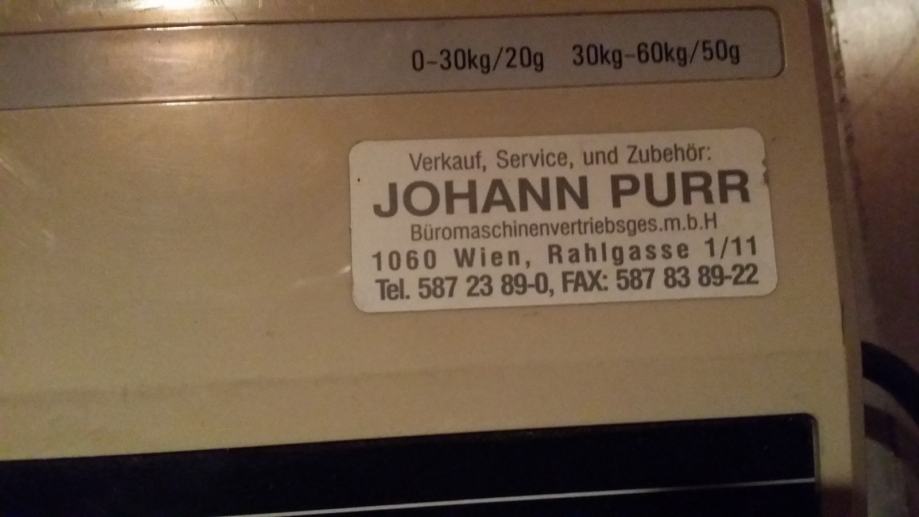 0-30kg/20g 30kg-60kg/50g
Verkauf, Service, und Zubehör:
JOHANN PURR
Büromaschinenvertriebsges.m.b.H
1060 Wien, Rahlgasse 1/11
Tel. 587 23 89-0, FAX: 587 83 89-22